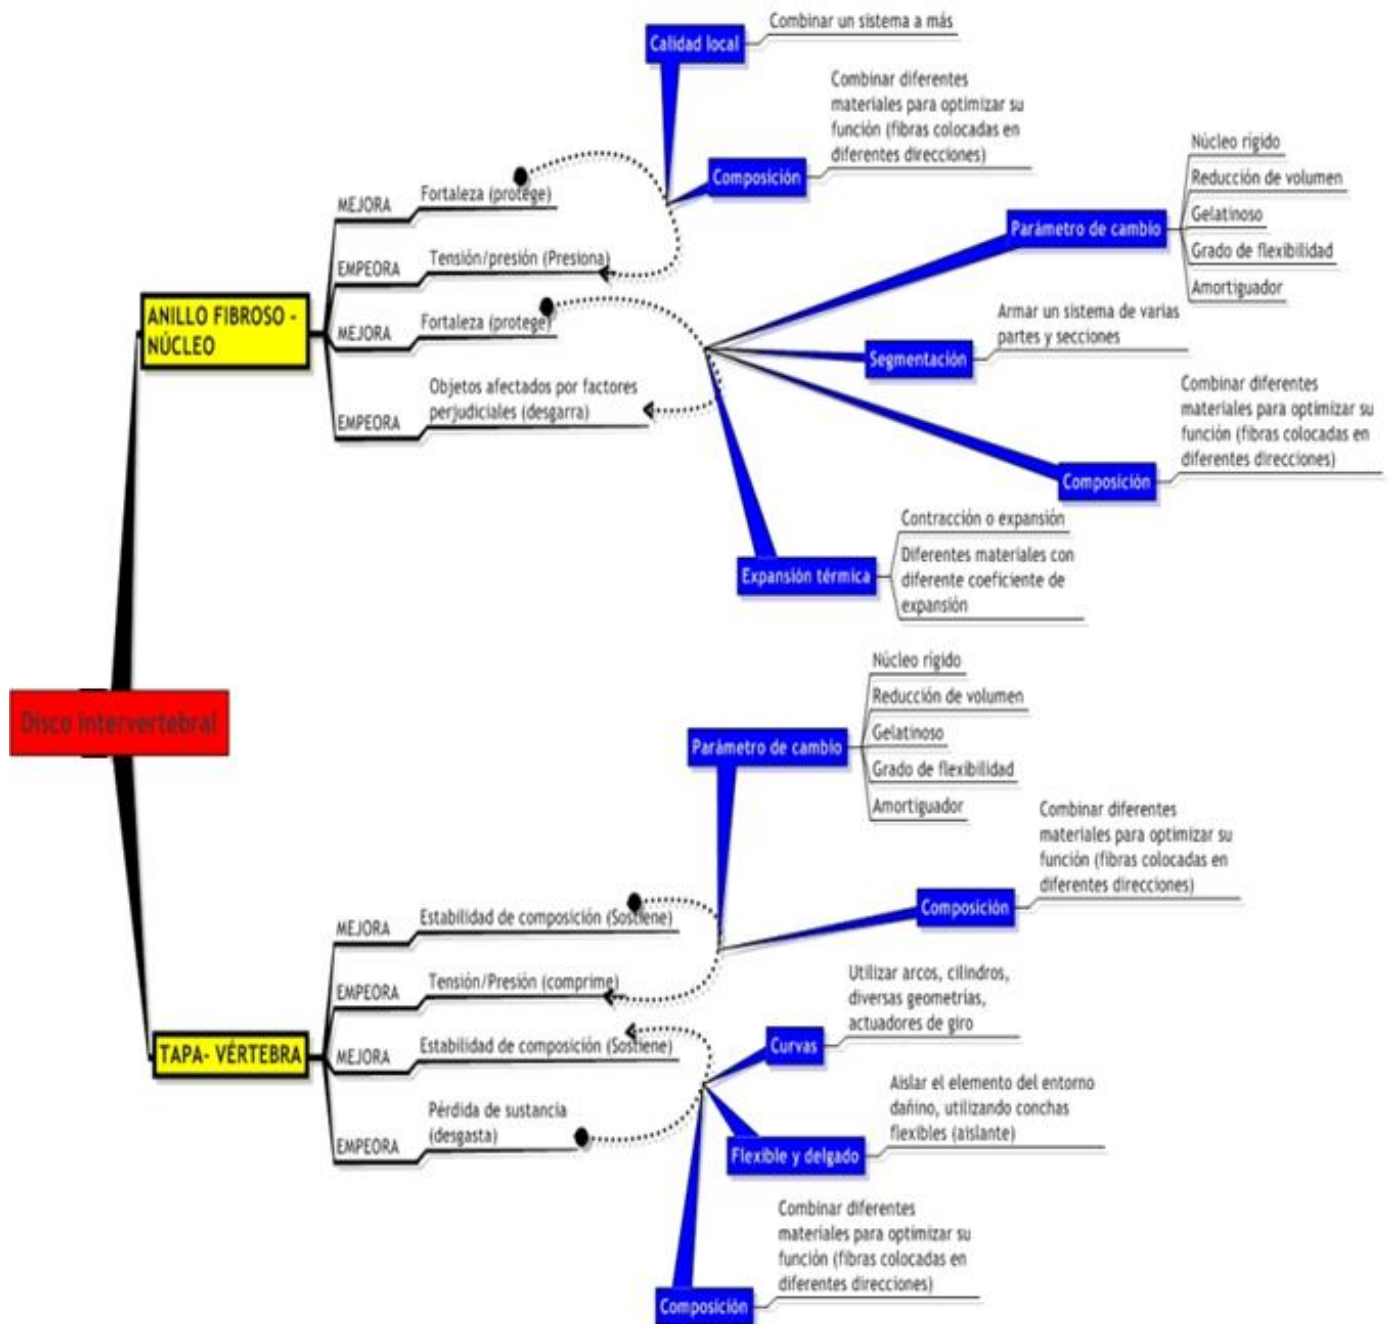 Disco intervertebral
ANILLO FIBROSO -
NÚCLEO
MEJORA
Fortaleza (protege)
EMPEORA
Tensión/presión (Presiona)
Calidad local
Combinar un sistema a más
Composición
Combinar diferentes
materiales para optimizar su
función (fibras colocadas en
diferentes direcciones)
MEJORA
Fortaleza (protege)
EMPEORA
Objetos afectados por factores
perjudiciales (desgarra)
Parámetro de cambio
Núcleo rígido
Reducción de volumen
Gelatinoso
Grado de flexibilidad
Amortiguador
Segmentación
Armar un sistema de varias
partes y secciones
Composición
Combinar diferentes
materiales para optimizar su
función (fibras colocadas en
diferentes direcciones)
Expansión térmica
Contracción o expansión
Diferentes materiales con
diferente coeficiente de
expansión
TAPA- VÉRTEBRA
MEJORA
Estabilidad de composición (Sostiene)
EMPEORA
Tensión/Presión (comprime)
Parámetro de cambio
Núcleo rígido
Reducción de volumen
Gelatinoso
Grado de flexibilidad
Amortiguador
Composición
Combinar diferentes
materiales para optimizar su
función (fibras colocadas en
diferentes direcciones)
MEJORA
Estabilidad de composición (Sostiene)
EMPEORA
Pérdida de sustancia
(desgasta)
Curvas
Utilizar arcos, cilindros,
diversas geometrías,
actuadores de giro
Flexible y delgado
Aislar el elemento del entorno
dañino, utilizando conchas
flexibles (aislante)
Composición
Combinar diferentes
materiales para optimizar su
función (fibras colocadas en
diferentes direcciones)